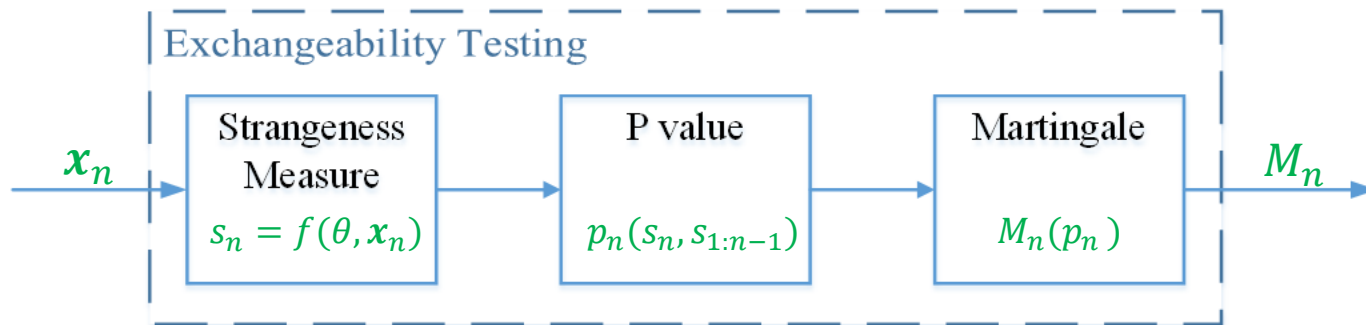 Exchangeability Testing
Strangeness
Measure
s_n = f(θ, x_n)
P value
p_n(s_n, s_{1:n−1})
Martingale
M_n(p_n)
x_n
M_n